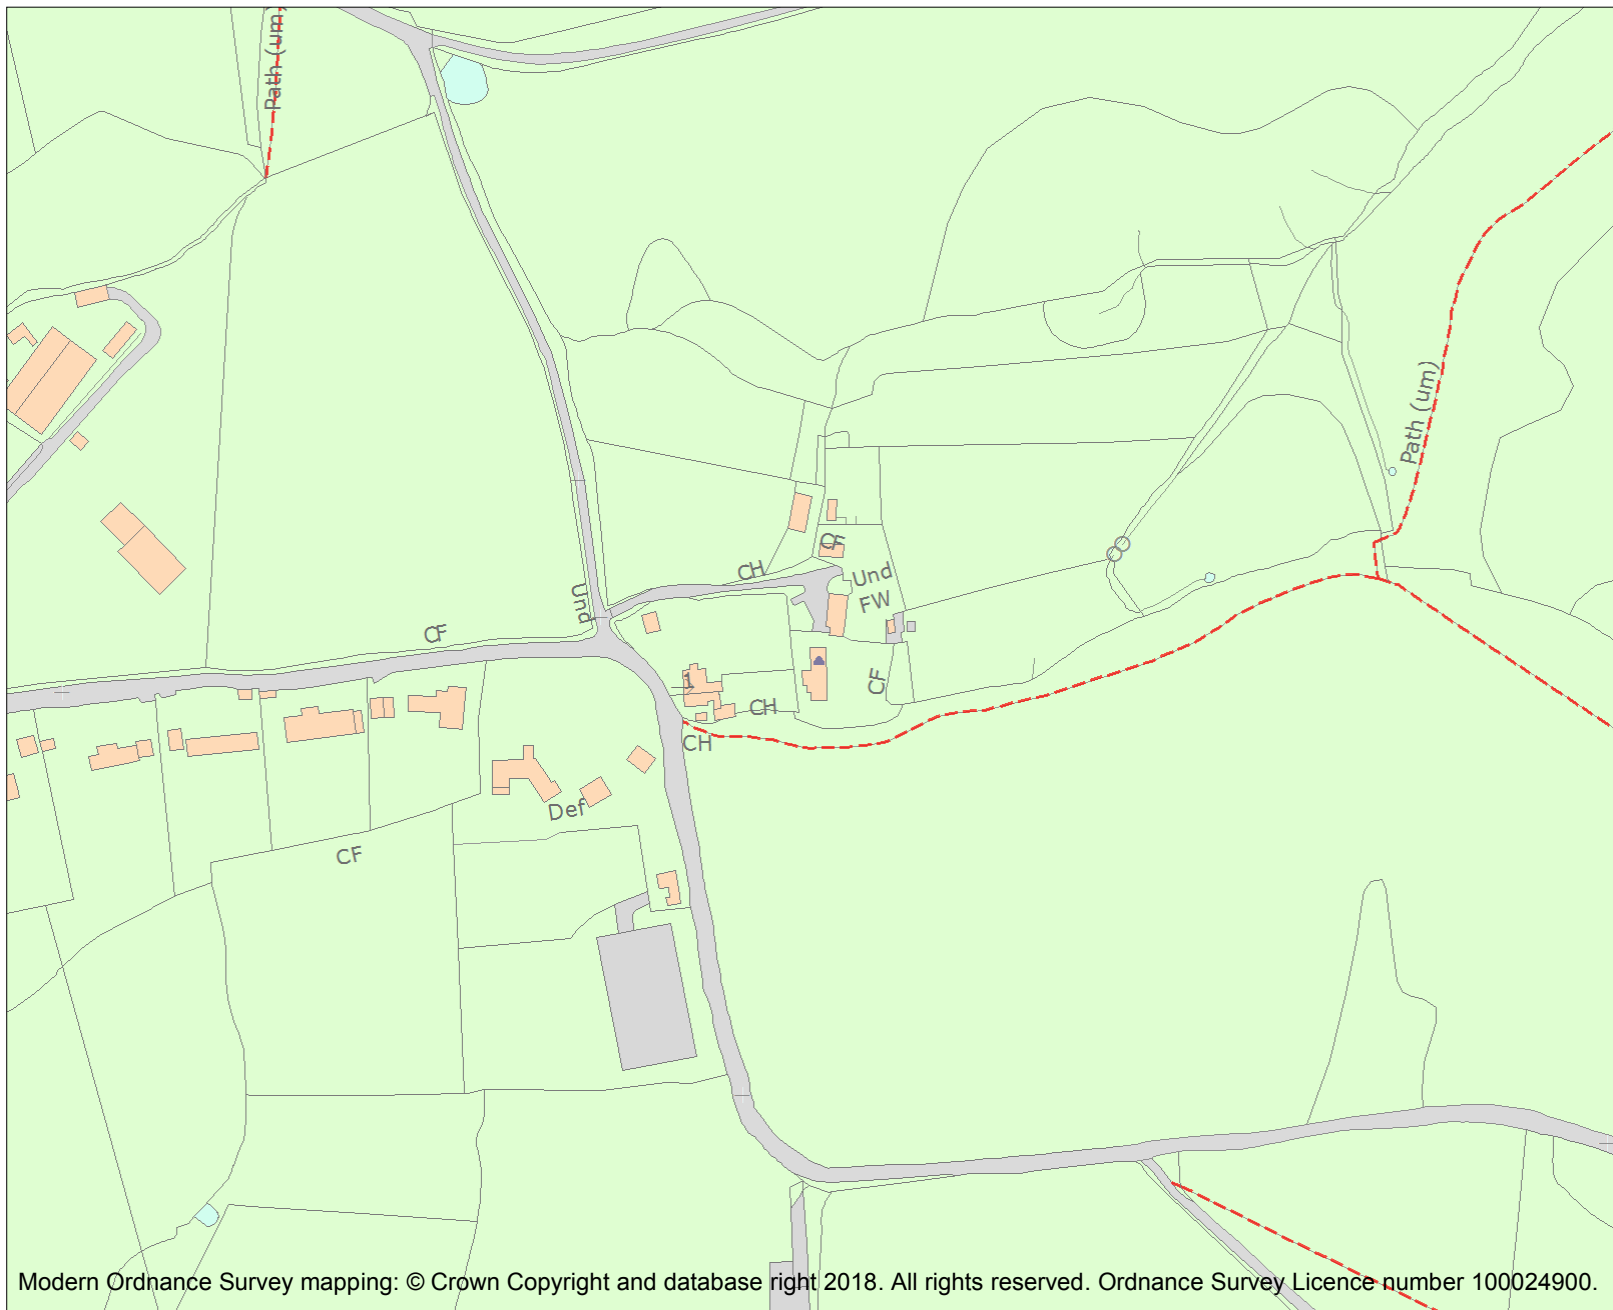 Path (um)
Path (um)
CH
CH
Und
FW
Und
CF
1
CF
CH
CH
Def
CF
Modern Ordnance Survey mapping: © Crown Copyright and database right 2018. All rights reserved. Ordnance Survey Licence number 100024900.